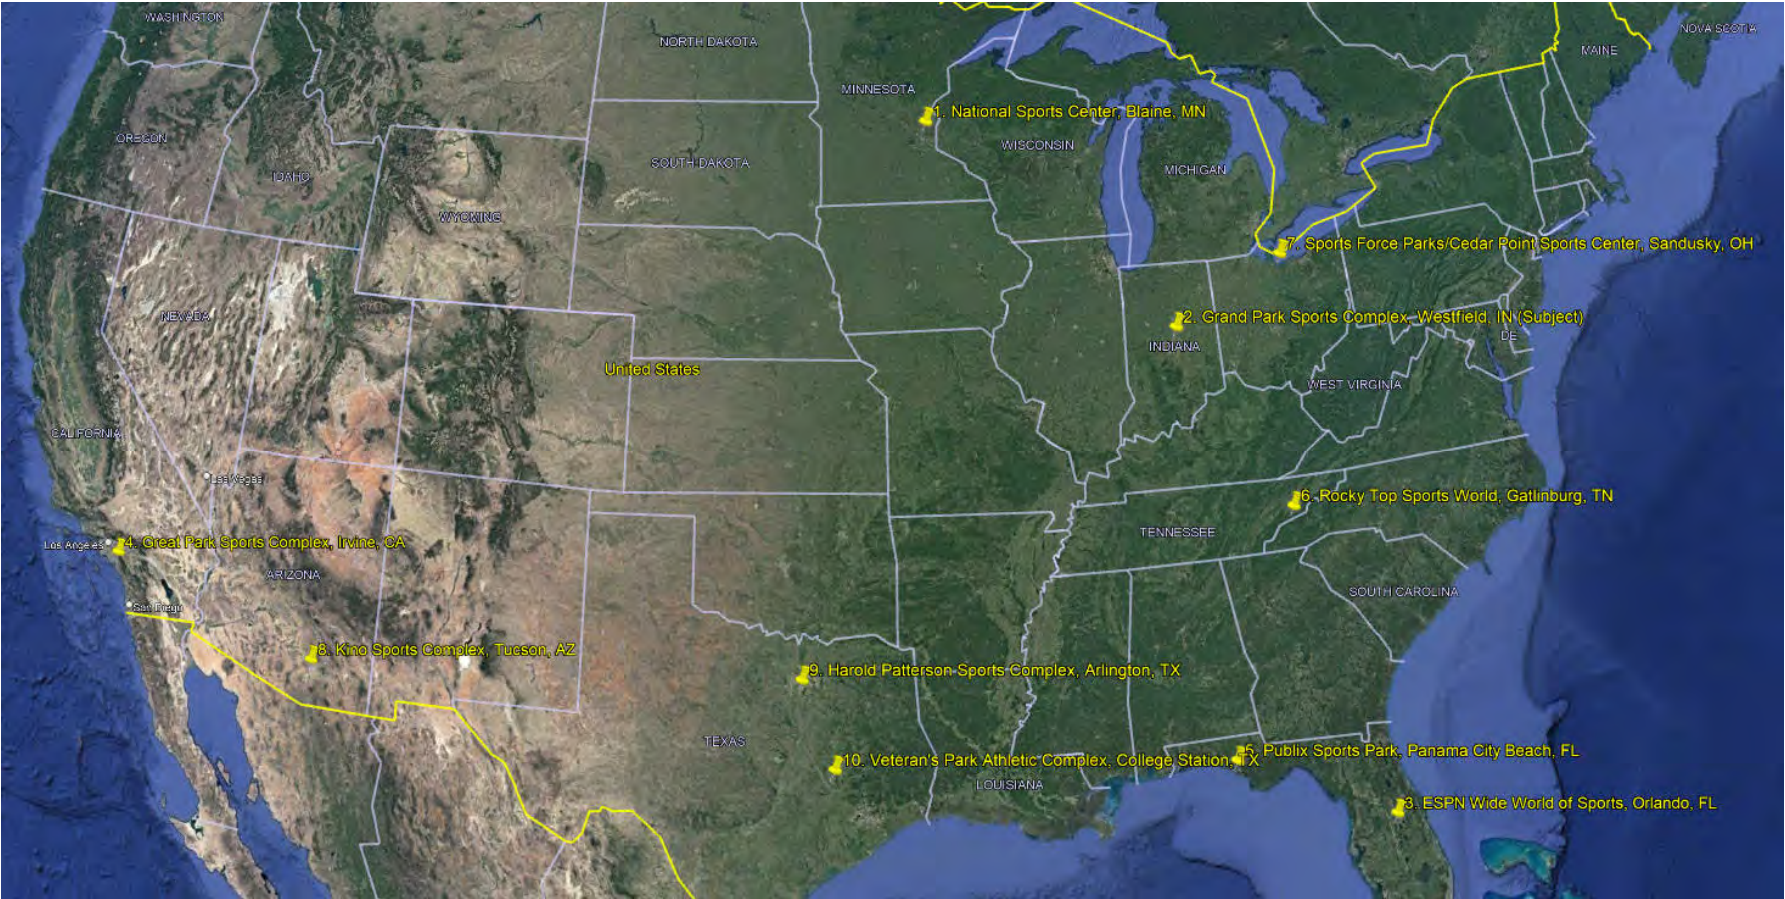 WASHINGTON
NOVA SCOTIA
NORTH DAKOTA
MAINE
MINNESOTA
1. National Sports Center, Blaine, MN
OREGON
WISCONSIN
SOUTH DAKOTA
MICHIGAN
IDAHO
WYOMING
7. Sports Force Parks/Cedar Point Sports Center, Sandusky, OH
NEVADA
2. Grand Park Sports Complex, Westfield, IN (Subject)
DE
INDIANA
United States
WEST VIRGINIA
CALIFORNIA
Las Vegas
6. Rocky Top Sports World, Gatlinburg, TN
TENNESSEE
Los Angeles
4. Great Park Sports Complex, Irvine, CA
ARIZONA
SOUTH CAROLINA
San Diego
8. Kino Sports Complex, Tucson, AZ
9. Harold Patterson Sports Complex, Arlington, TX
TEXAS
5. Publix Sports Park, Panama City Beach, FL
10. Veteran's Park Athletic Complex, College Station, TX
LOUISIANA
3. ESPN Wide World of Sports, Orlando, FL